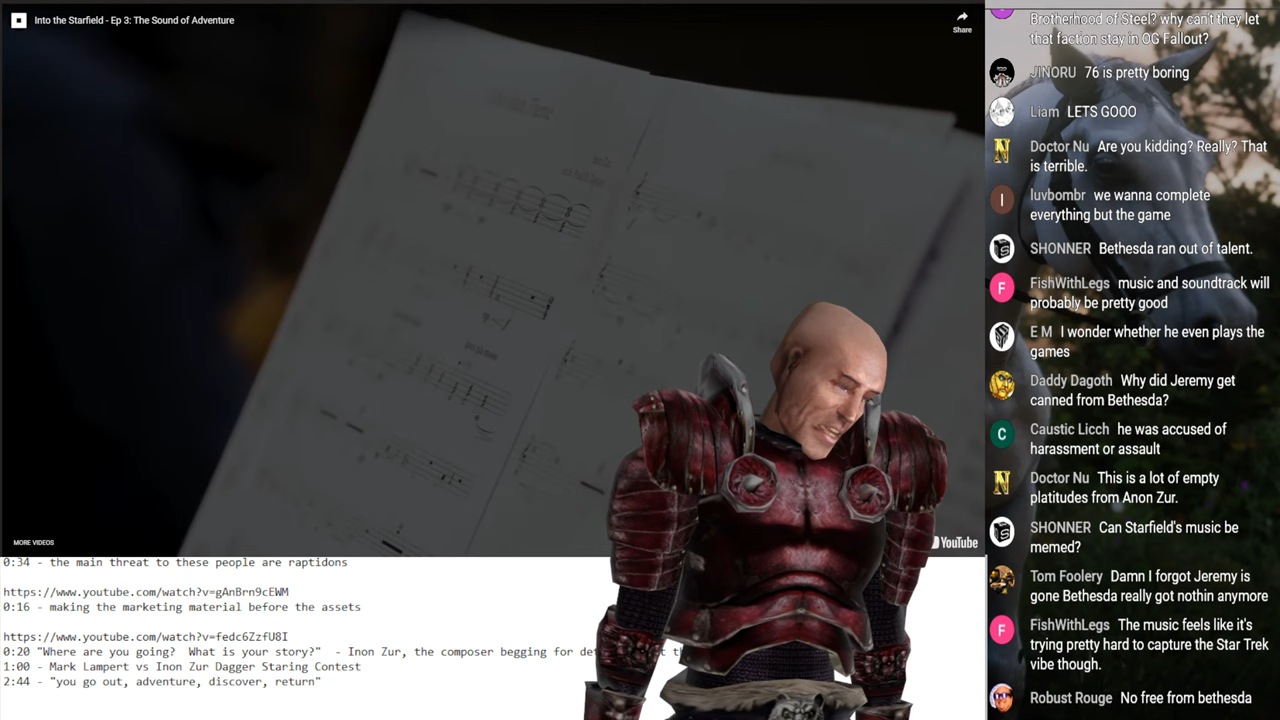 Into the Starfield - Ep 3: The Sound of Adventure
Share
MORE VIDEOS
YouTube
0:34 - the main threat to these people are raptidons
https://www.youtube.com/watch?v=gAnBrn9cEWM
0:16 - making the marketing material before the assets
https://www.youtube.com/watch?v=fedc6ZzfU8I
0:20 "Where are you going?  What is your story?"  - Inon Zur, the composer begging for
1:00 - Mark Lampert vs Inon Zur Dagger Staring Contest
2:44 - "you go out, adventure, discover, return"
Brotherhood of Steel? why can't they let
that faction stay in OG Fallout?
JINORU 76 is pretty boring
Liam LETS GOOO
Doctor Nu Are you kidding? Really? That
is terrible.
luvbombr we wanna complete
everything but the game
SHONNER Bethesda ran out of talent.
FishWithLegs music and soundtrack will
probably be pretty good
E M I wonder whether he even plays the
games
Daddy Dagoth Why did Jeremy get
canned from Bethesda?
Caustic Licch he was accused of
harassment or assault
Doctor Nu This is a lot of empty
platitudes from Anon Zur.
SHONNER Can Starfield's music be
memed?
Tom Foolery Damn I forgot Jeremy is
gone Bethesda really got nothin anymore
FishWithLegs The music feels like it's
trying pretty hard to capture the Star Trek
vibe though.
Robust Rouge No free from bethesda